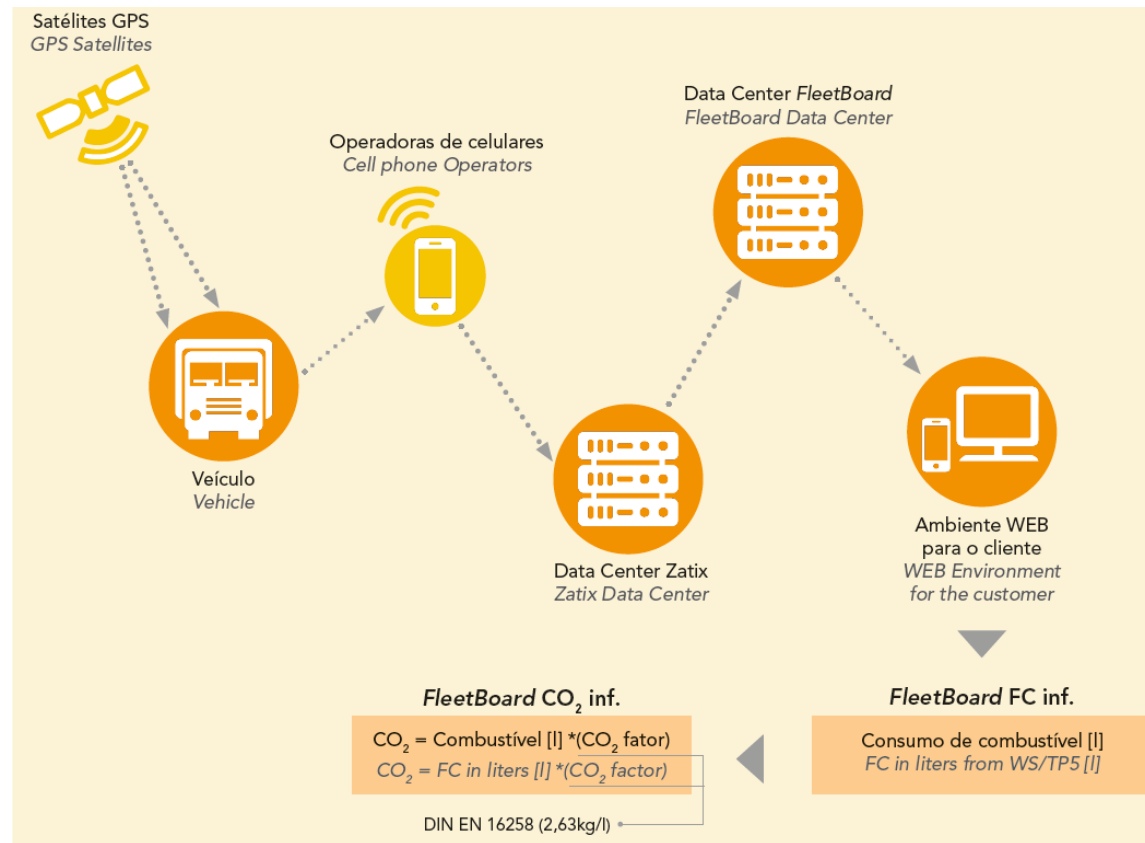 Satélites GPS
GPS Satellites
Operadoras de celulares
Cell phone Operators
Data Center FleetBoard
FleetBoard Data Center
Veículo
Vehicle
Data Center Zatix
Zatix Data Center
Ambiente WEB
para o cliente
WEB Environment
for the customer
FleetBoard CO₂ inf.
CO₂ = Combustível [l] *(CO₂ fator)
CO₂ = FC in liters [l] *(CO₂ factor)
DIN EN 16258 (2,63kg/l)
FleetBoard FC inf.
Consumo de combustível [l]
FC in liters from WS/TP5 [l]